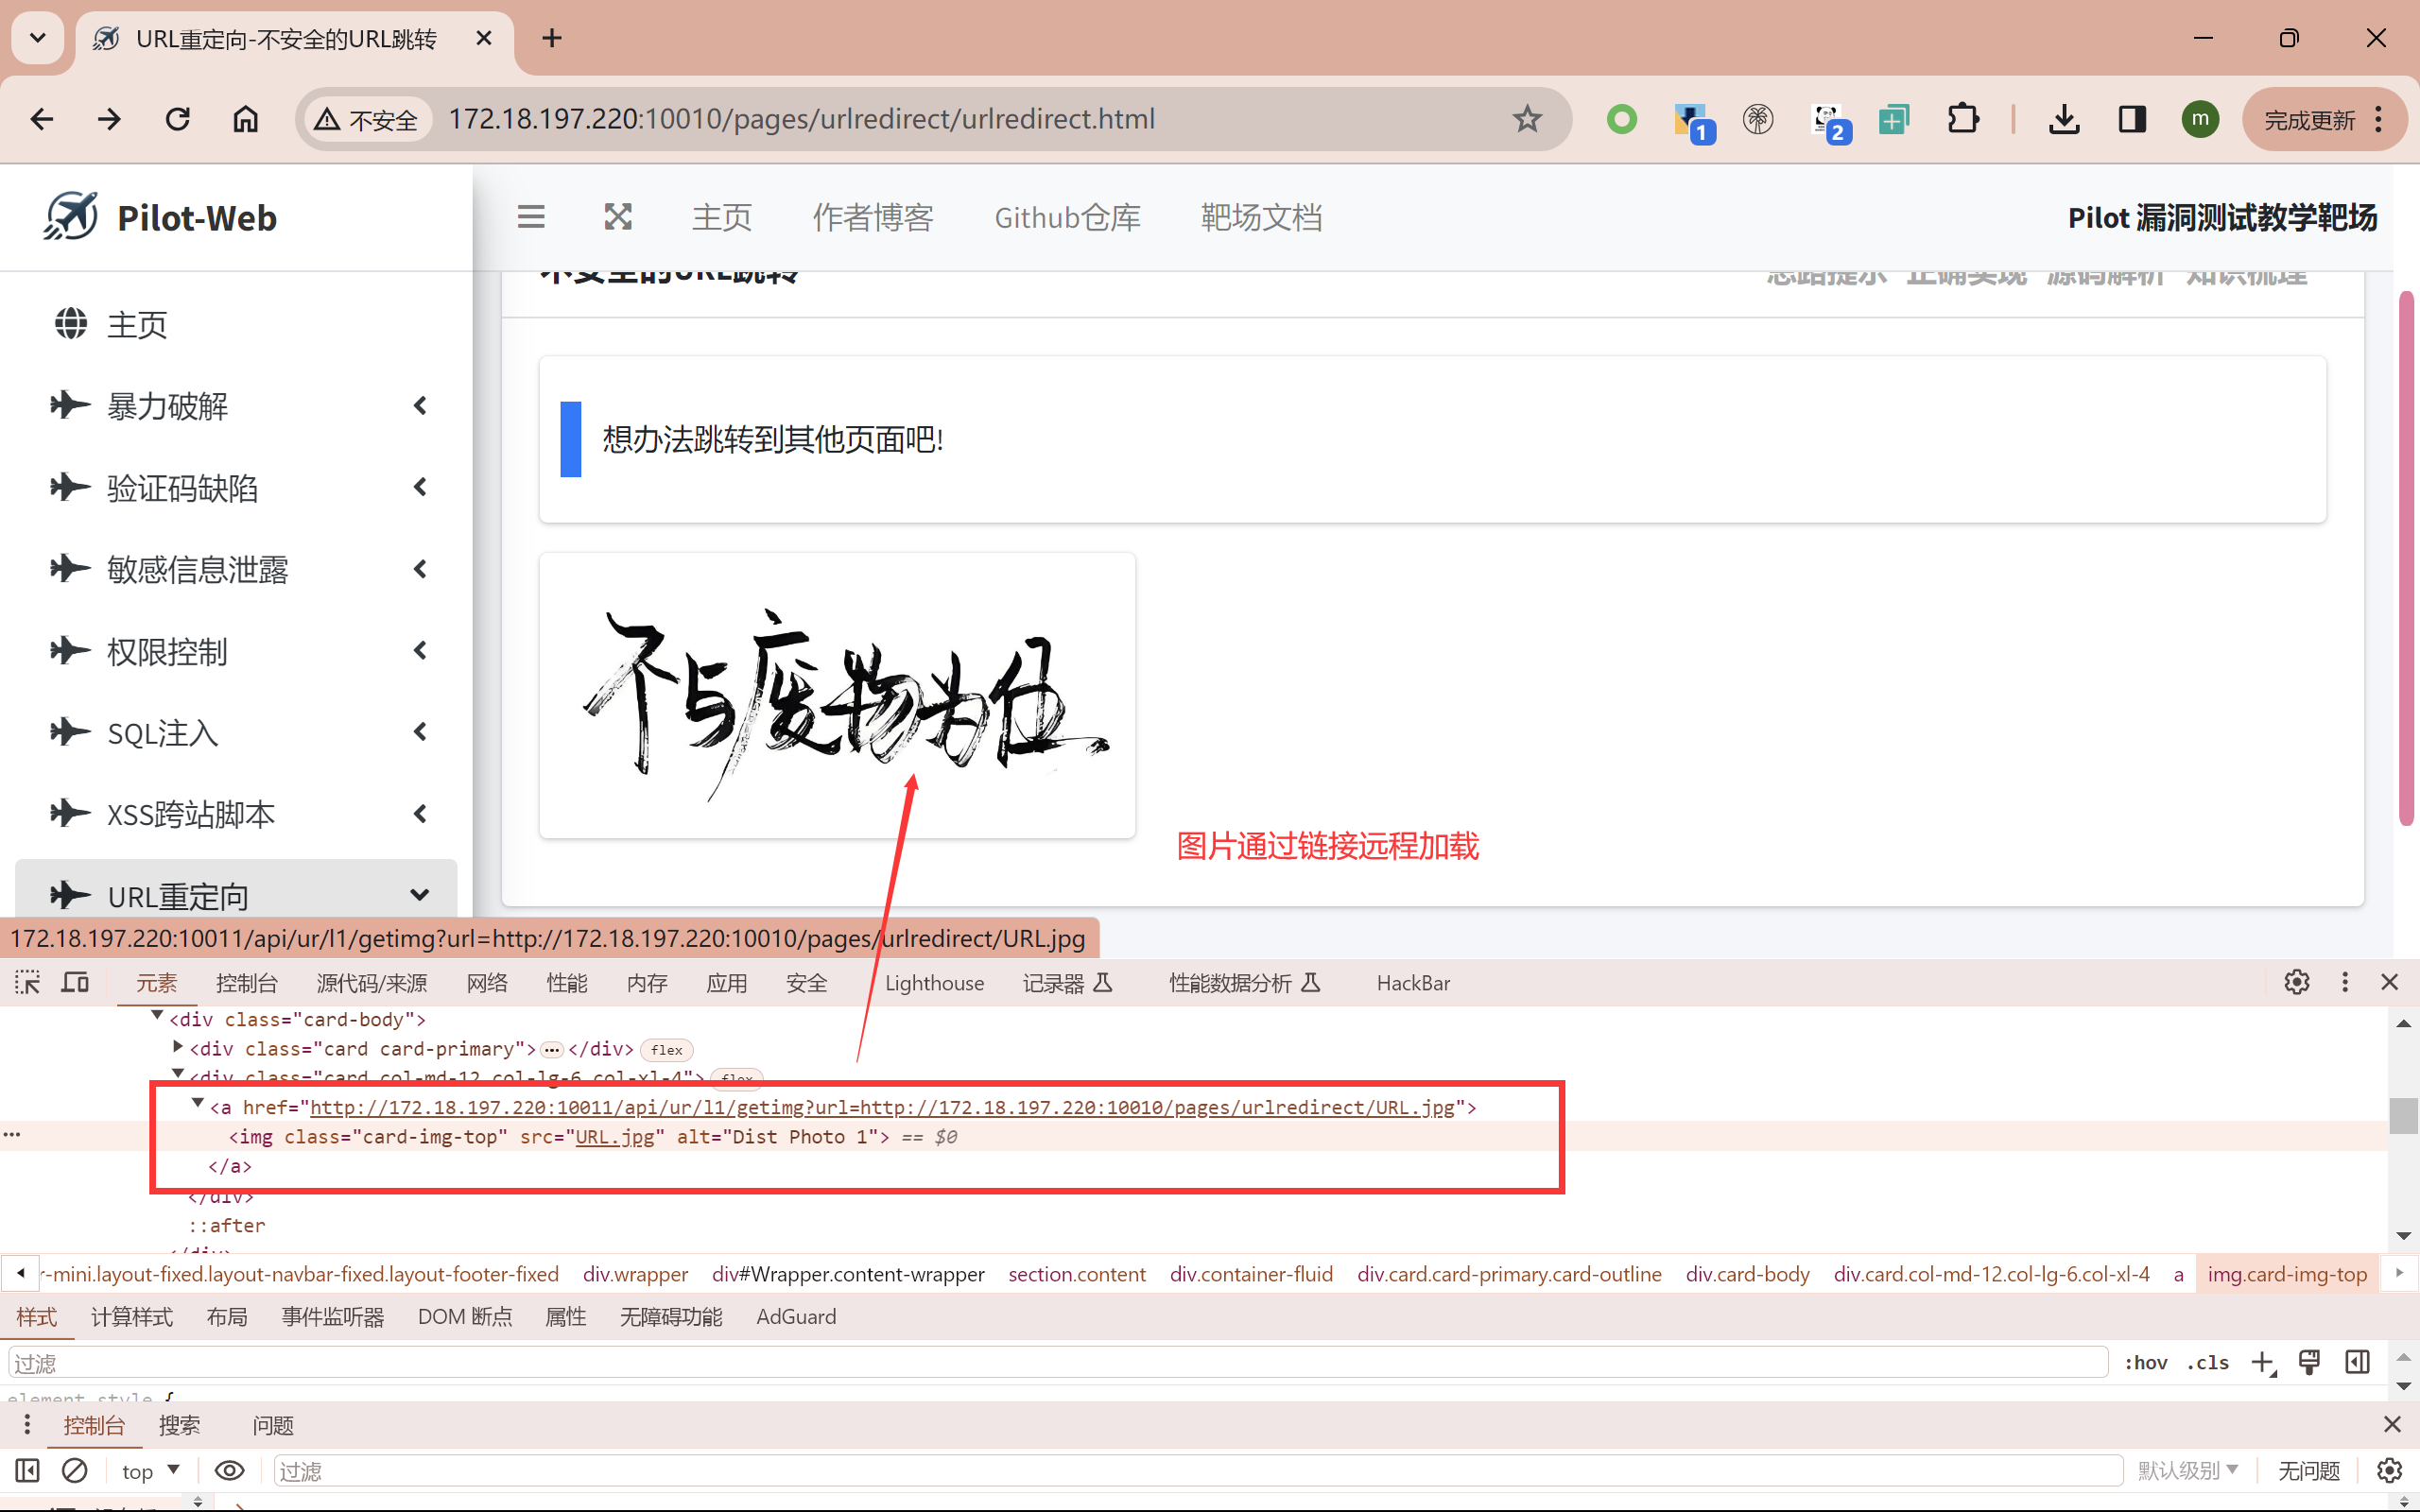 URL重定向-不安全的URL跳转
不安全 172.18.197.220:10010/pages/urlredirect/urlredirect.html 1 2 m 完成更新
Pilot-Web 主页 作者博客 Github仓库 靶场文档 Pilot 漏洞测试教学靶场
不安全的URL跳转 思路提示 正确实现 源码解析 知识梳理
主页
暴力破解
验证码缺陷
敏感信息泄露
权限控制
SQL注入
XSS跨站脚本
URL重定向
想办法跳转到其他页面吧!
不与废物为伍
图片通过链接远程加载
172.18.197.220:10011/api/ur/l1/getimg?url=http://172.18.197.220:10010/pages/urlredirect/URL.jpg
元素 控制台 源代码/来源 网络 性能 内存 应用 安全 Lighthouse 记录器 性能数据分析 HackBar
<div class="card-body">
<div class="card card-primary">…</div> flex
<div class="card col-md-12 col-lg-6 col-xl-4"> flex
<a href="http://172.18.197.220:10011/api/ur/l1/getimg?url=http://172.18.197.220:10010/pages/urlredirect/URL.jpg">
<img class="card-img-top" src="URL.jpg" alt="Dist Photo 1"> == $0
</a>
</div>
::after
</div>
r-mini.layout-fixed.layout-navbar-fixed.layout-footer-fixed div.wrapper div#Wrapper.content-wrapper section.content div.container-fluid div.card.card-primary.card-outline div.card-body div.card.col-md-12.col-lg-6.col-xl-4 a img.card-img-top
样式 计算样式 布局 事件监听器 DOM 断点 属性 无障碍功能 AdGuard
过滤 :hov .cls
element.style {
控制台 搜索 问题
top 过滤 默认级别 无问题